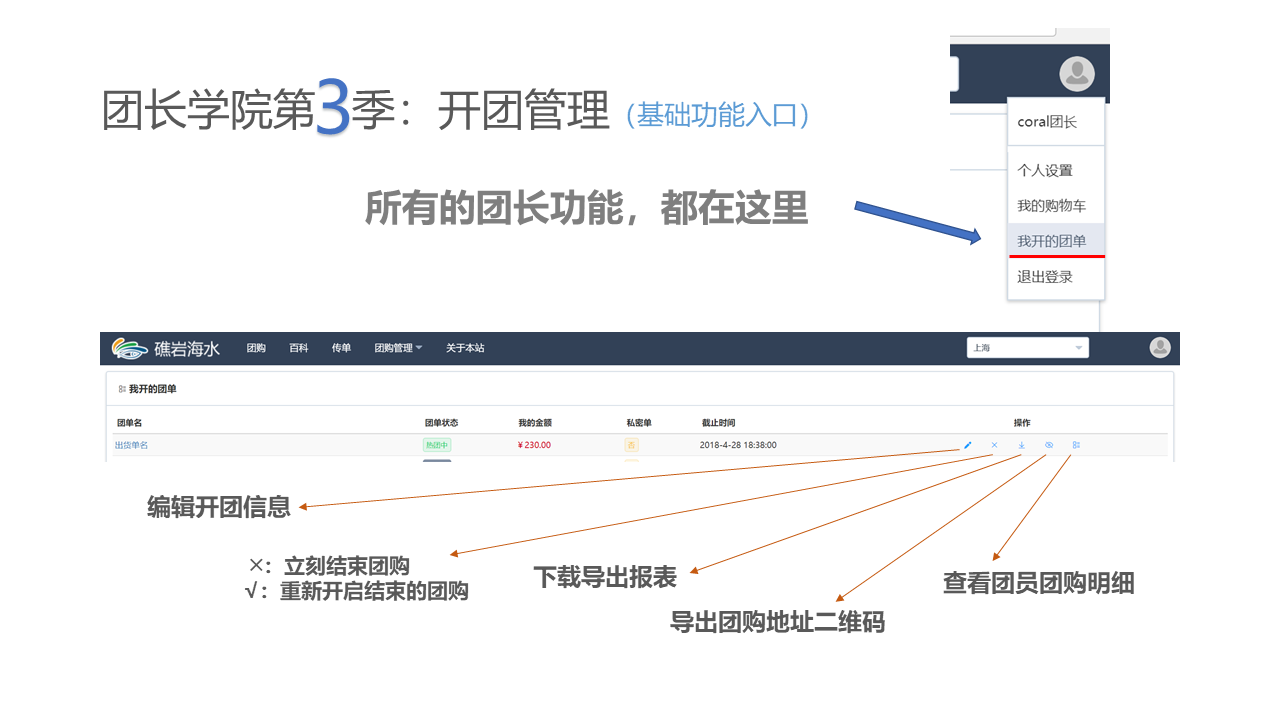 团长学院第3季：开团管理（基础功能入口）
所有的团长功能，都在这里
coral团长
个人设置
我的购物车
我开的团单
退出登录
礁岩海水 团购 百科 传单 团购管理 关于本站 上海
我开的团单
团单名 团单状态 我的金额 私密单 截止时间 操作
出货单名 热团中 ¥ 230.00 否 2018-4-28 18:38:00
编辑开团信息
×：立刻结束团购
√：重新开启结束的团购
下载导出报表
导出团购地址二维码
查看团员团购明细